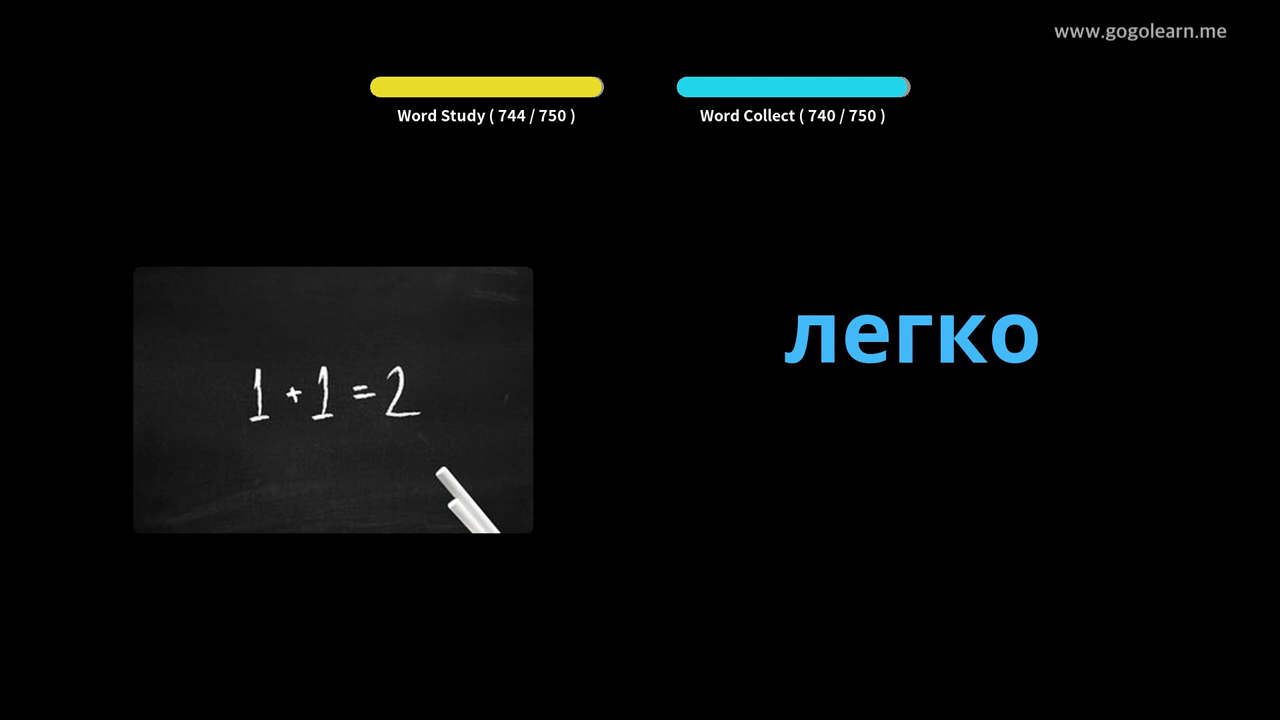 www.gogolearn.me
Word Study ( 744 / 750 )
Word Collect ( 740 / 750 )
легко
1 + 1 = 2